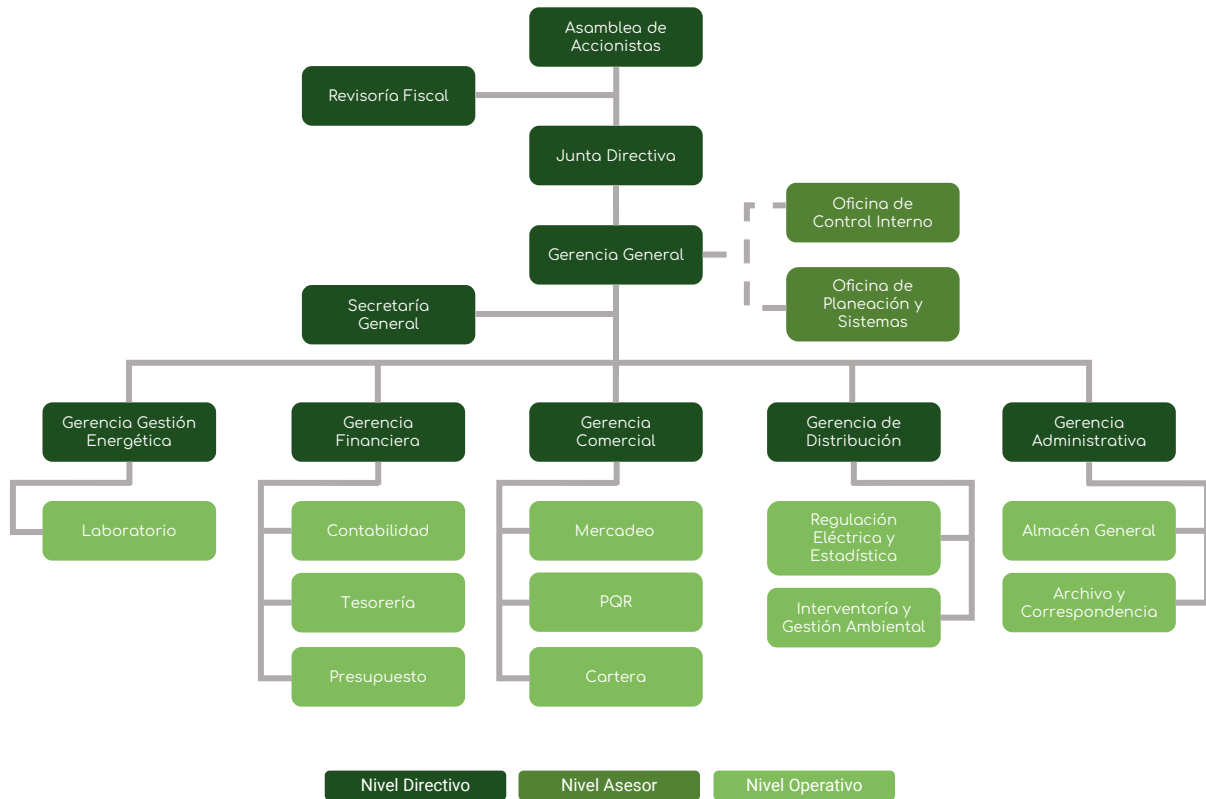 Asamblea de
Accionistas
Revisoría Fiscal
Junta Directiva
Oficina de
Control Interno
Gerencia General
Oficina de
Planeación y
Sistemas
Secretaría
General
Gerencia Gestión
Energética
Gerencia
Financiera
Gerencia
Comercial
Gerencia de
Distribución
Gerencia
Administrativa
Laboratorio
Contabilidad
Mercadeo
Regulación
Eléctrica y
Estadística
Almacén General
Tesorería
PQR
Interventoría y
Gestión Ambiental
Archivo y
Correspondencia
Presupuesto
Cartera
Nivel Directivo
Nivel Asesor
Nivel Operativo